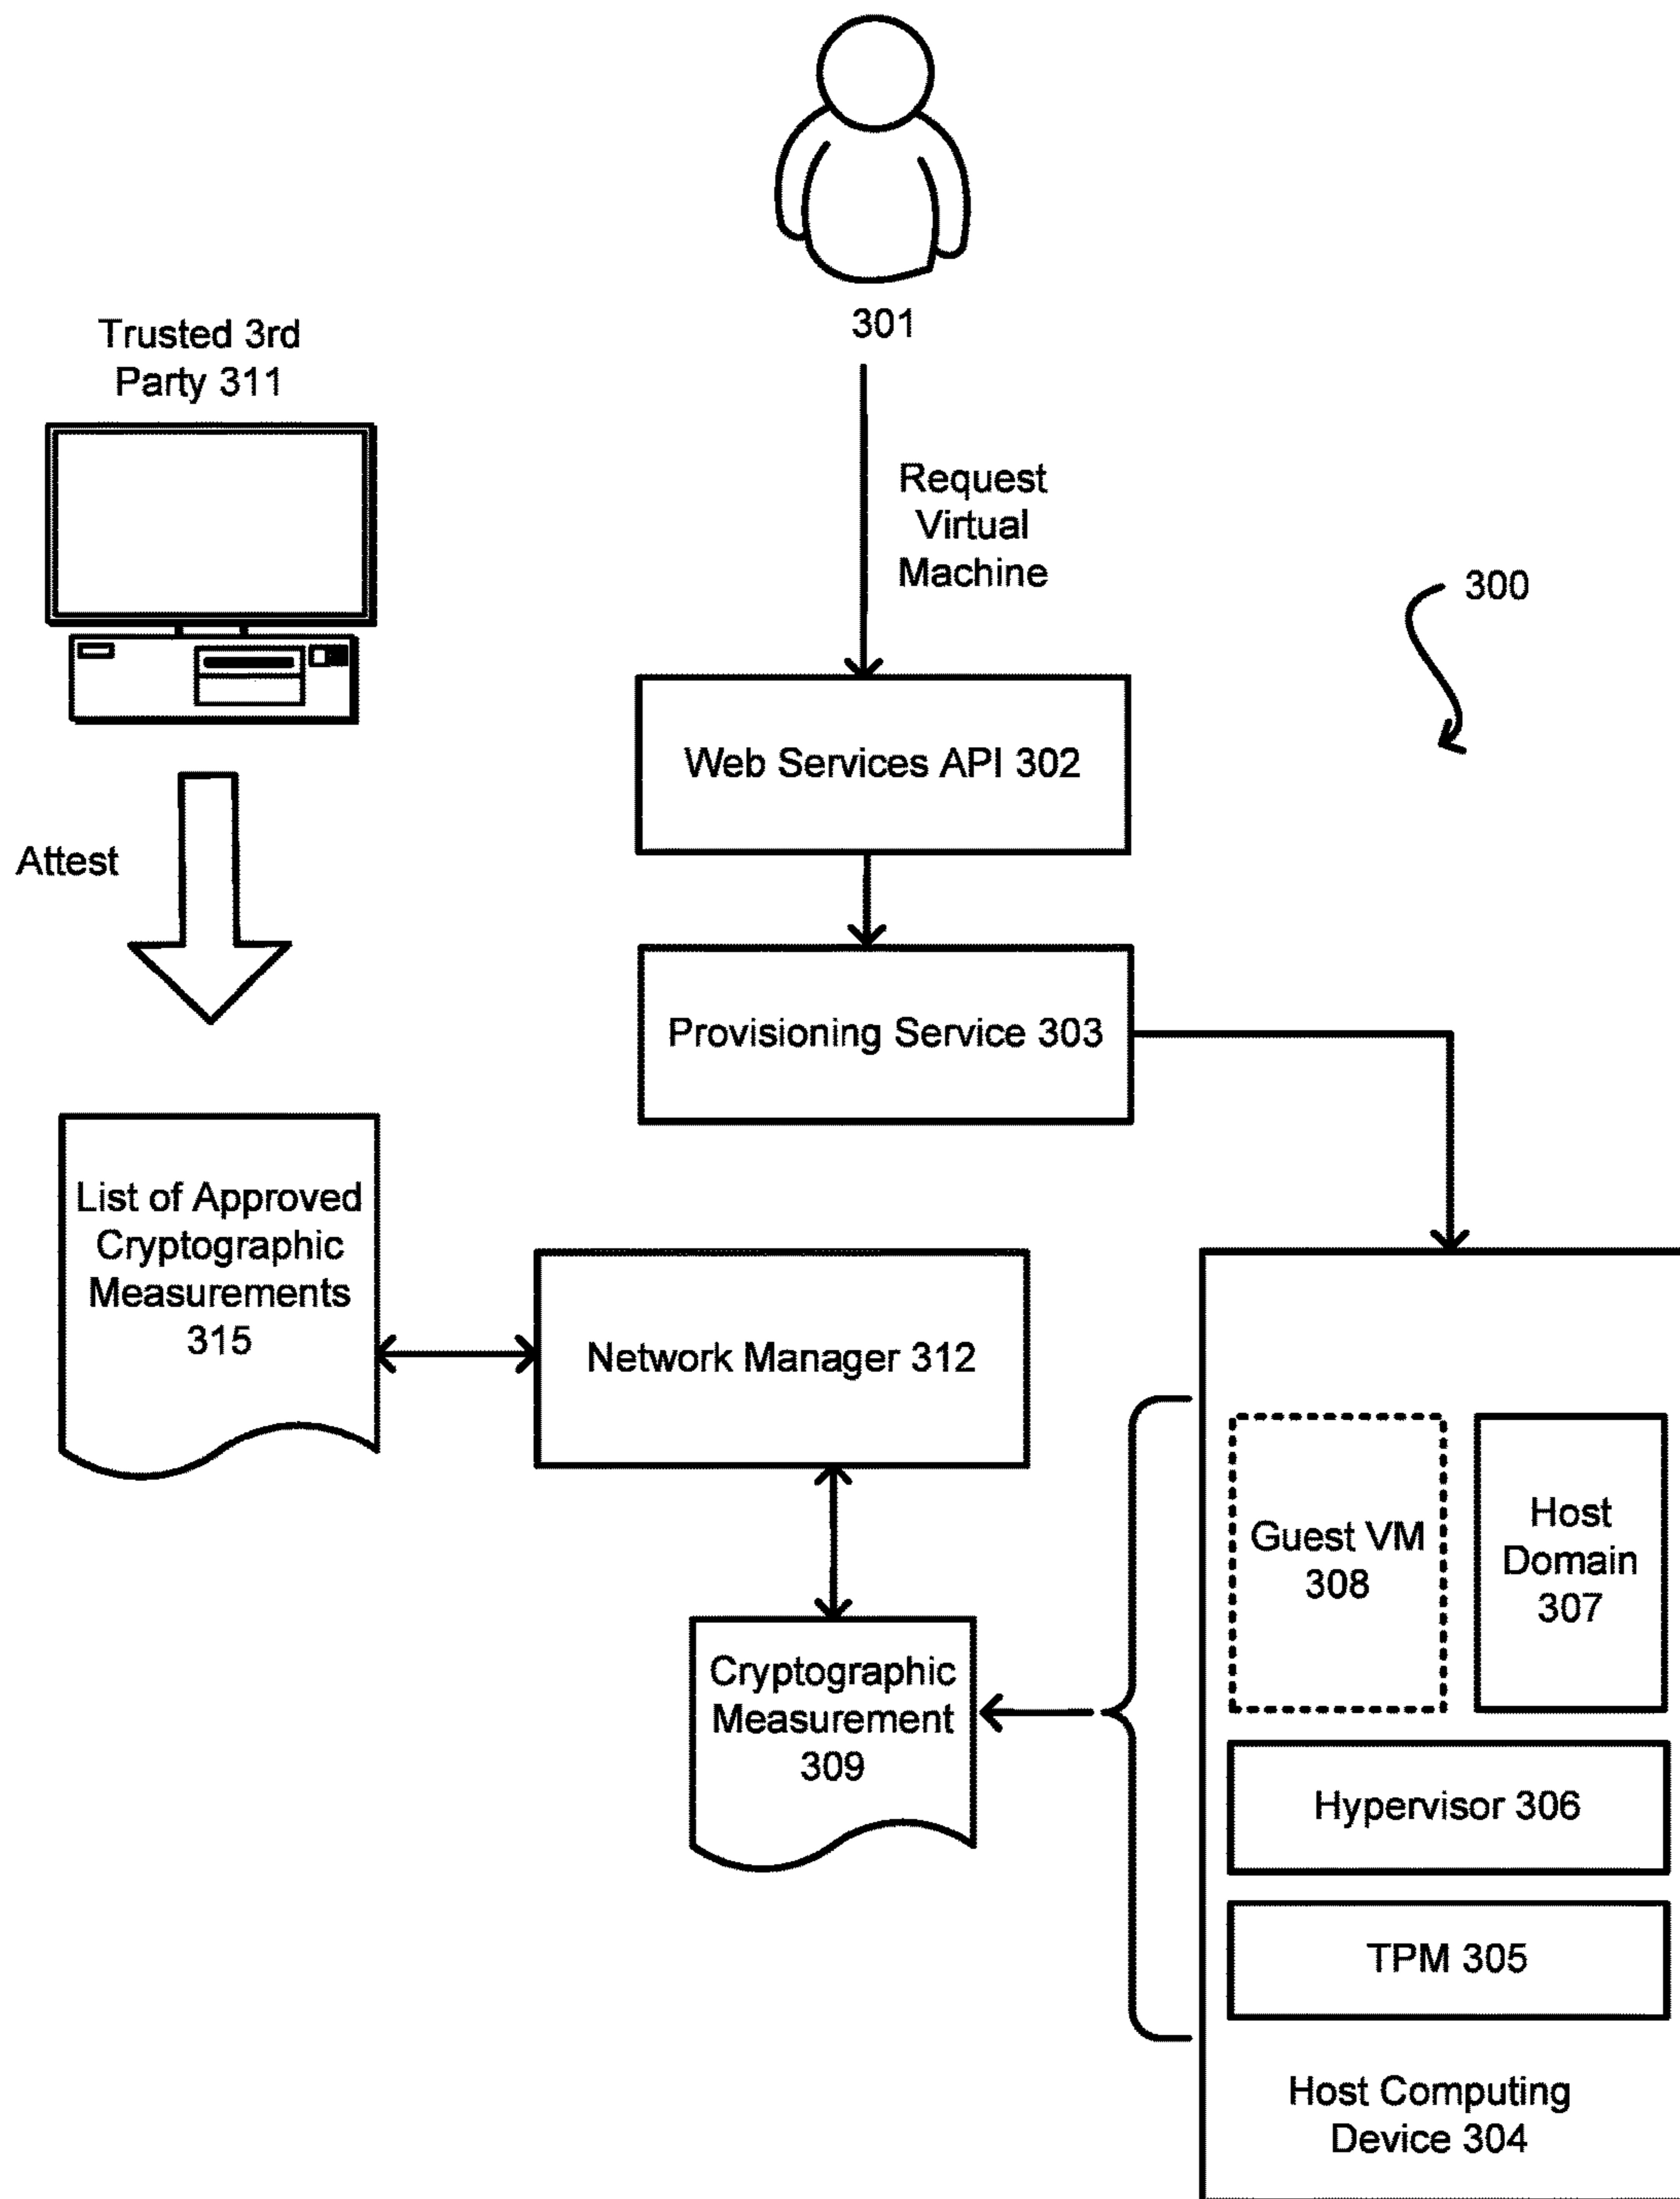 301
Trusted 3rd
Party 311
Request
Virtual
Machine
300
Web Services API 302
Attest
Provisioning Service 303
List of Approved
Cryptographic
Measurements
315
Network Manager 312
Guest VM
308
Host
Domain
307
Cryptographic
Measurement
309
Hypervisor 306
TPM 305
Host Computing
Device 304